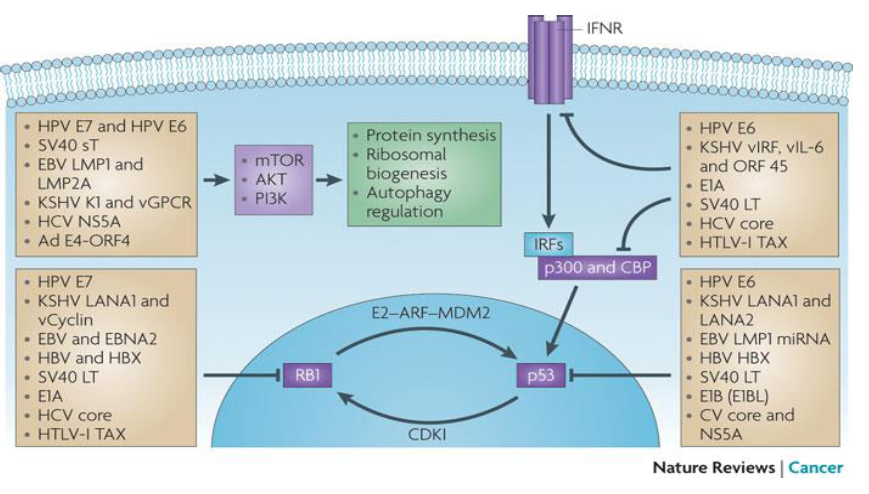 IFNR
• HPV E7 and HPV E6
• SV40 sT
• EBV LMP1 and
LMP2A
• KSHV K1 and vGPCR
• HCV NS5A
• Ad E4-ORF4
• mTOR
• AKT
• PI3K
• Protein synthesis
• Ribosomal
biogenesis
• Autophagy
regulation
• HPV E6
• KSHV vIRF, vIL-6
and ORF 45
• E1A
• SV40 LT
• HCV core
• HTLV-I TAX
IRFs
p300 and CBP
• HPV E7
• KSHV LANA1 and
vCyclin
• EBV and EBNA2
• HBV and HBX
• SV40 LT
• E1A
• HCV core
• HTLV-I TAX
E2–ARF–MDM2
RB1
p53
CDKI
• HPV E6
• KSHV LANA1 and
LANA2
• EBV LMP1 miRNA
• HBV HBX
• SV40 LT
• E1B (E1BL)
• CV core and
NS5A
Nature Reviews | Cancer